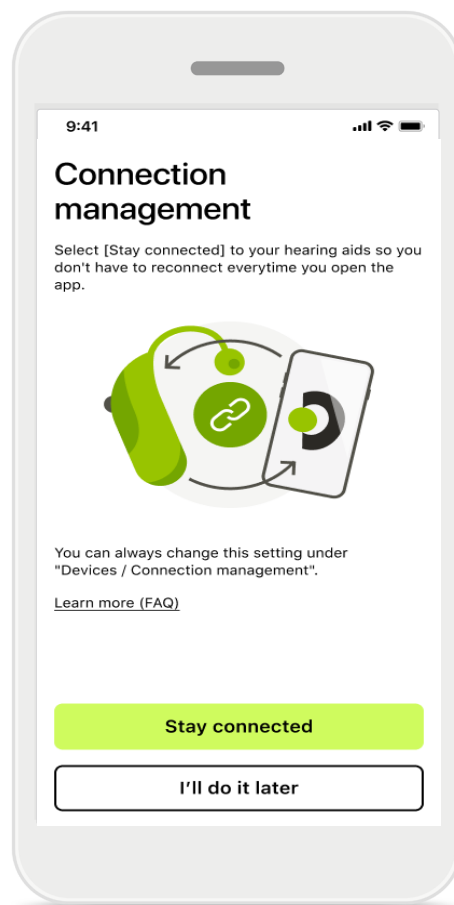 9:41
Connection
management
Select [Stay connected] to your hearing aids so you
don't have to reconnect everytime you open the
app.
You can always change this setting under
"Devices / Connection management".
Learn more (FAQ)
Stay connected
I'll do it later